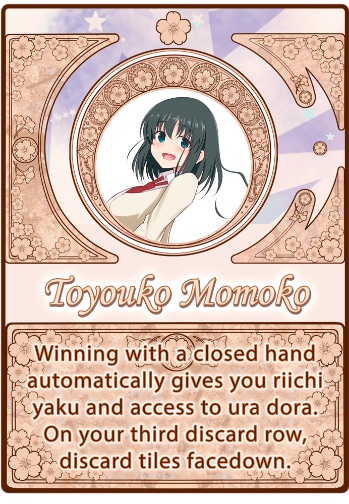 Toyouko Momoko
Winning with a closed hand
automatically gives you riichi
yaku and access to ura dora.
On your third discard row,
discard tiles facedown.